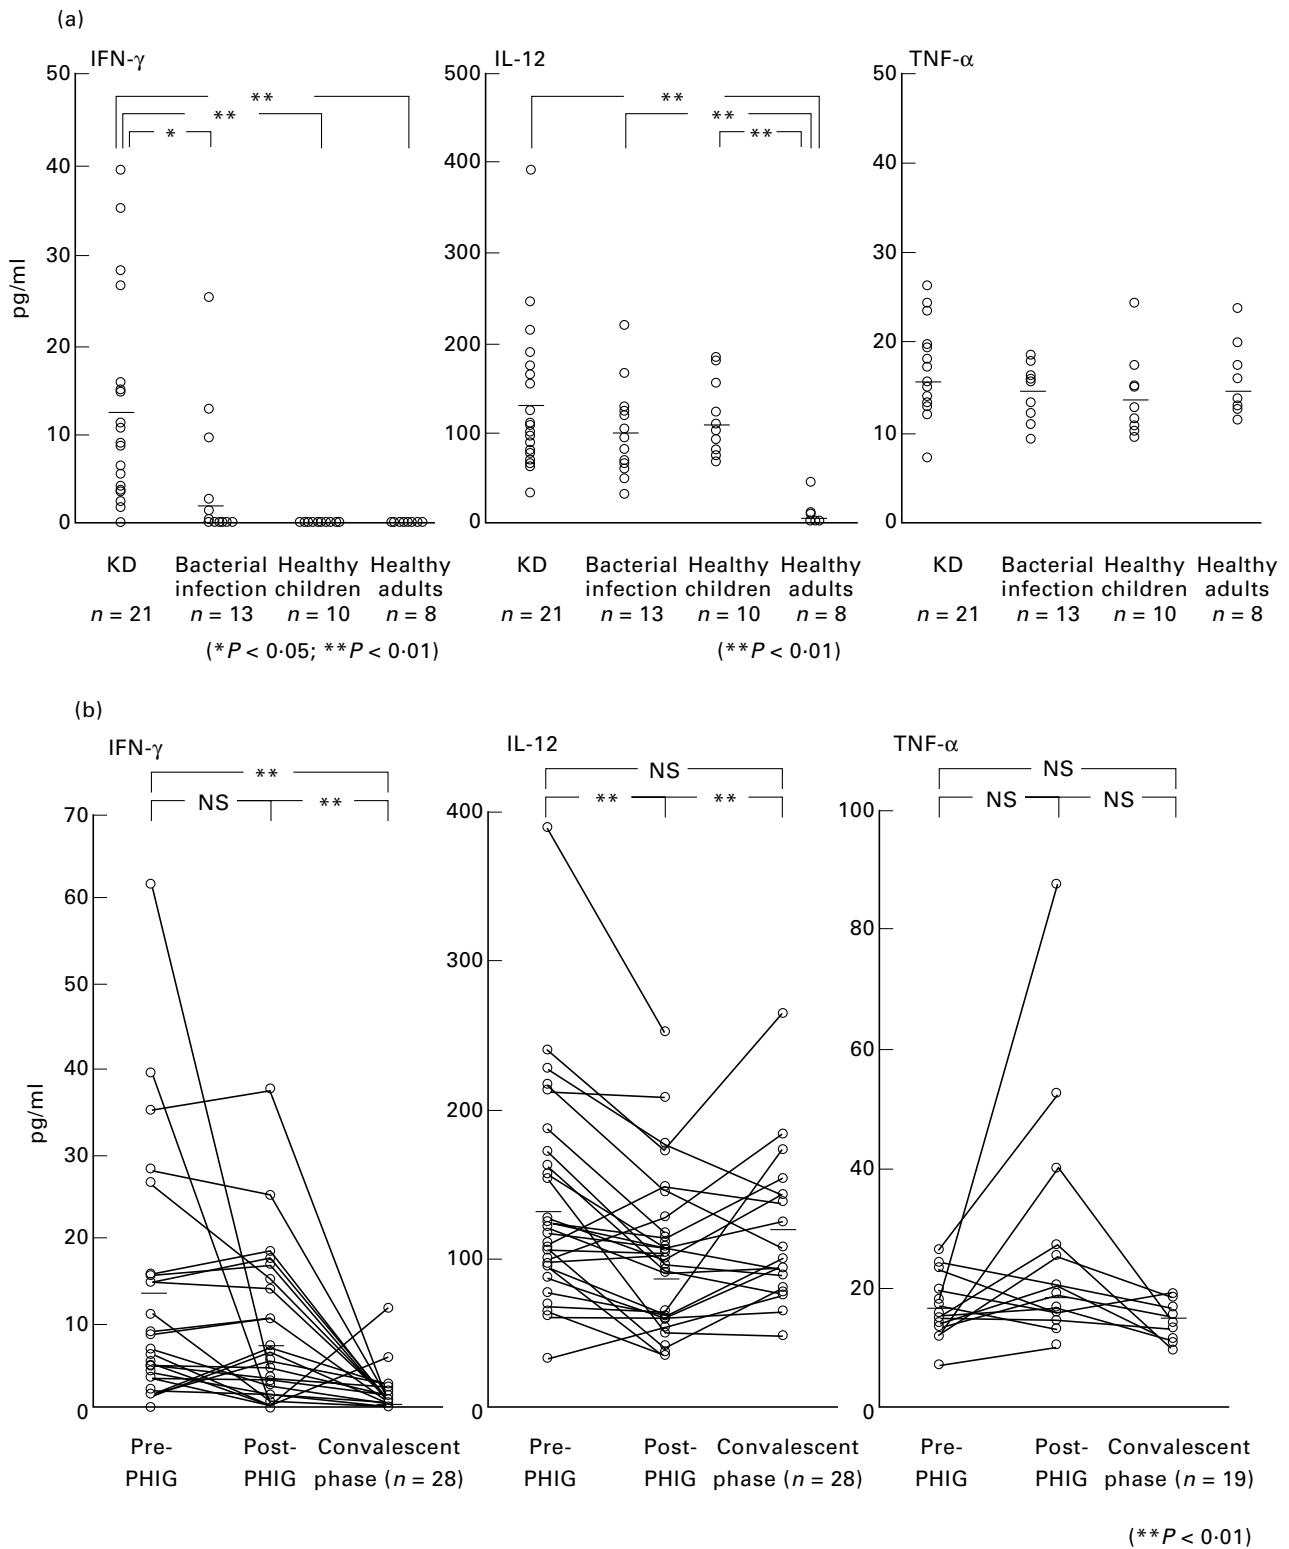 (a)
IFN-γ IL-12 TNF-α
50 500 50
** **
** **
* **
40 400 40
30 300 30
pg/ml
20 200 20
10 100 10
0 0 0
KD Bacterial Healthy Healthy KD Bacterial Healthy Healthy KD Bacterial Healthy Healthy
infection children adults infection children adults infection children adults
n = 21 n = 13 n = 10 n = 8 n = 21 n = 13 n = 10 n = 8 n = 21 n = 13 n = 10 n = 8
(*P < 0·05; **P < 0·01) (**P < 0·01)
(b)
IFN-γ IL-12 TNF-α
** NS NS
NS ** ** ** NS NS
70 400 100
60
80
50 300
60
40
pg/ml
200
30
40
20
100
20
10
0 0 0
Pre- Post- Convalescent Pre- Post- Convalescent Pre- Post- Convalescent
PHIG PHIG phase (n = 28) PHIG PHIG phase (n = 28) PHIG PHIG phase (n = 19)
(**P < 0·01)